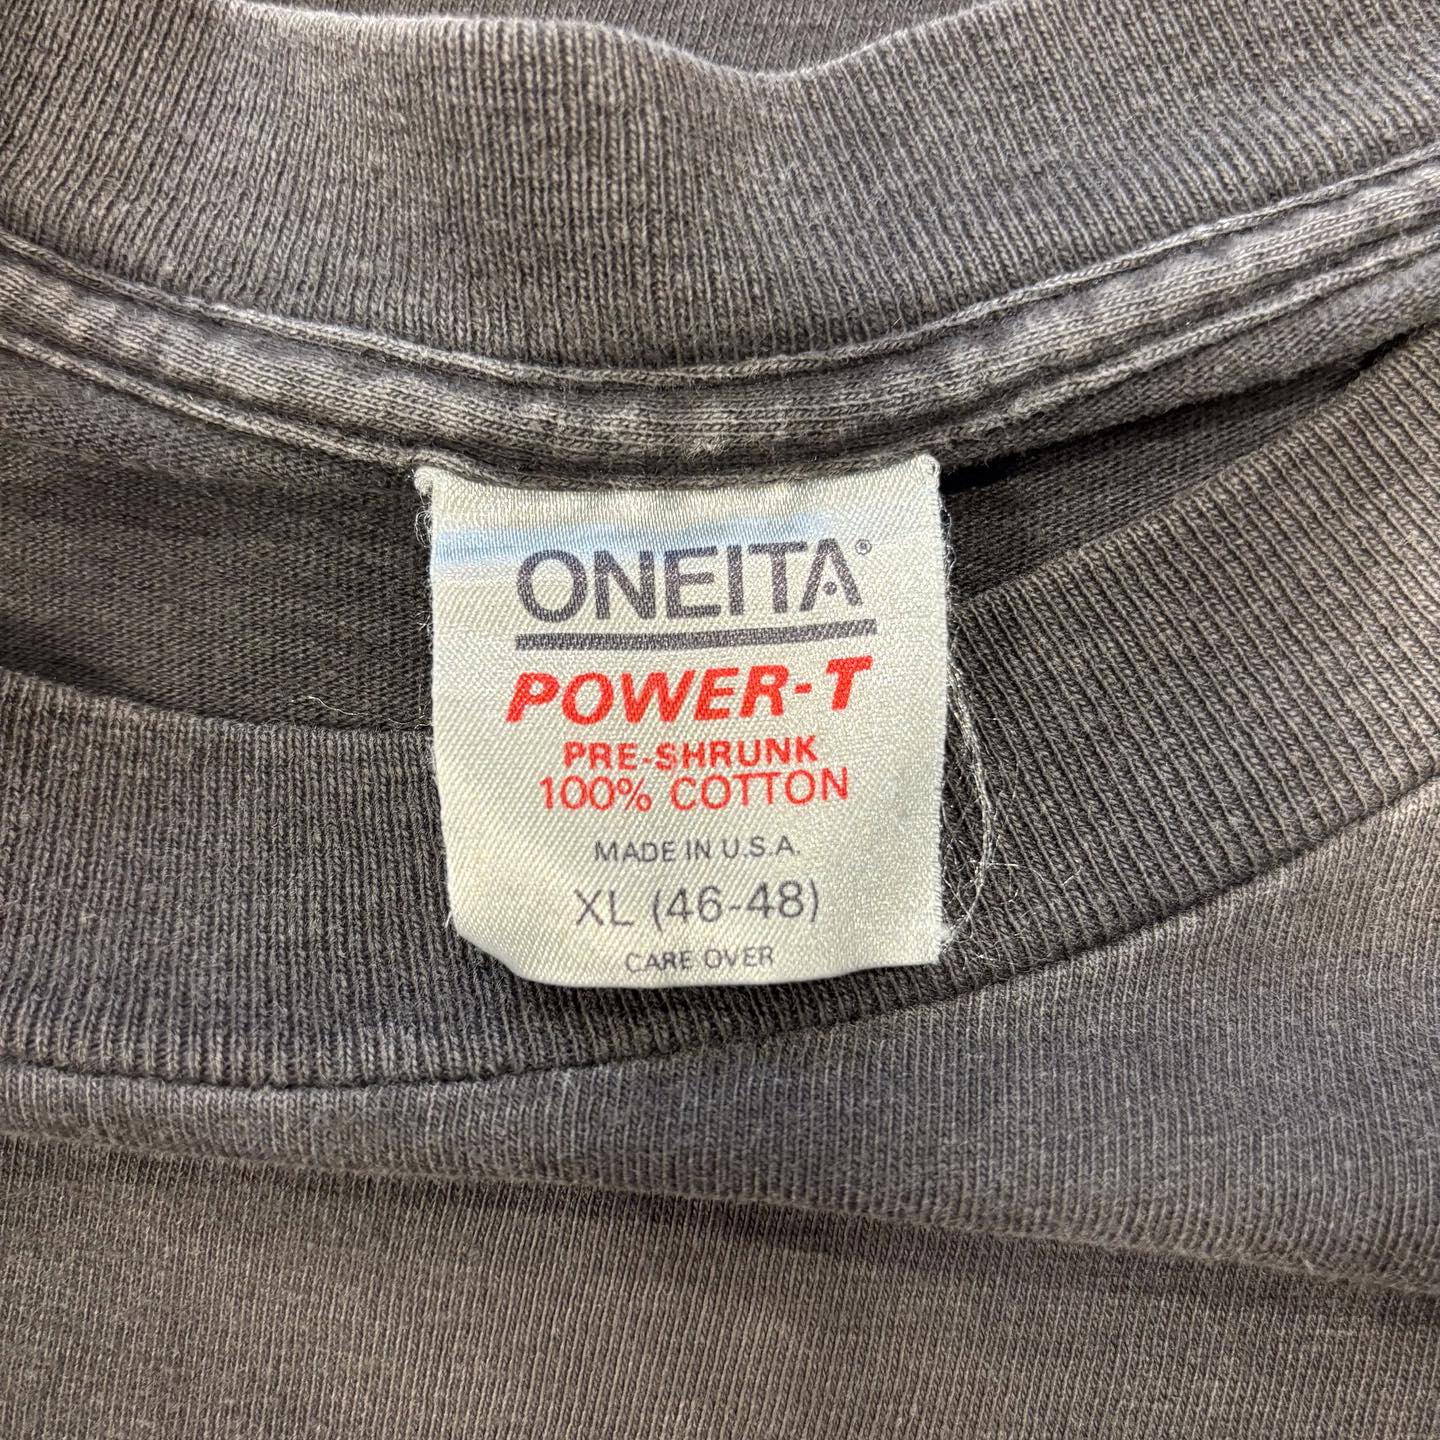 ONEITA®
POWER-T
PRE-SHRUNK
100% COTTON
MADE IN U.S.A.
XL (46-48)
CARE OVER